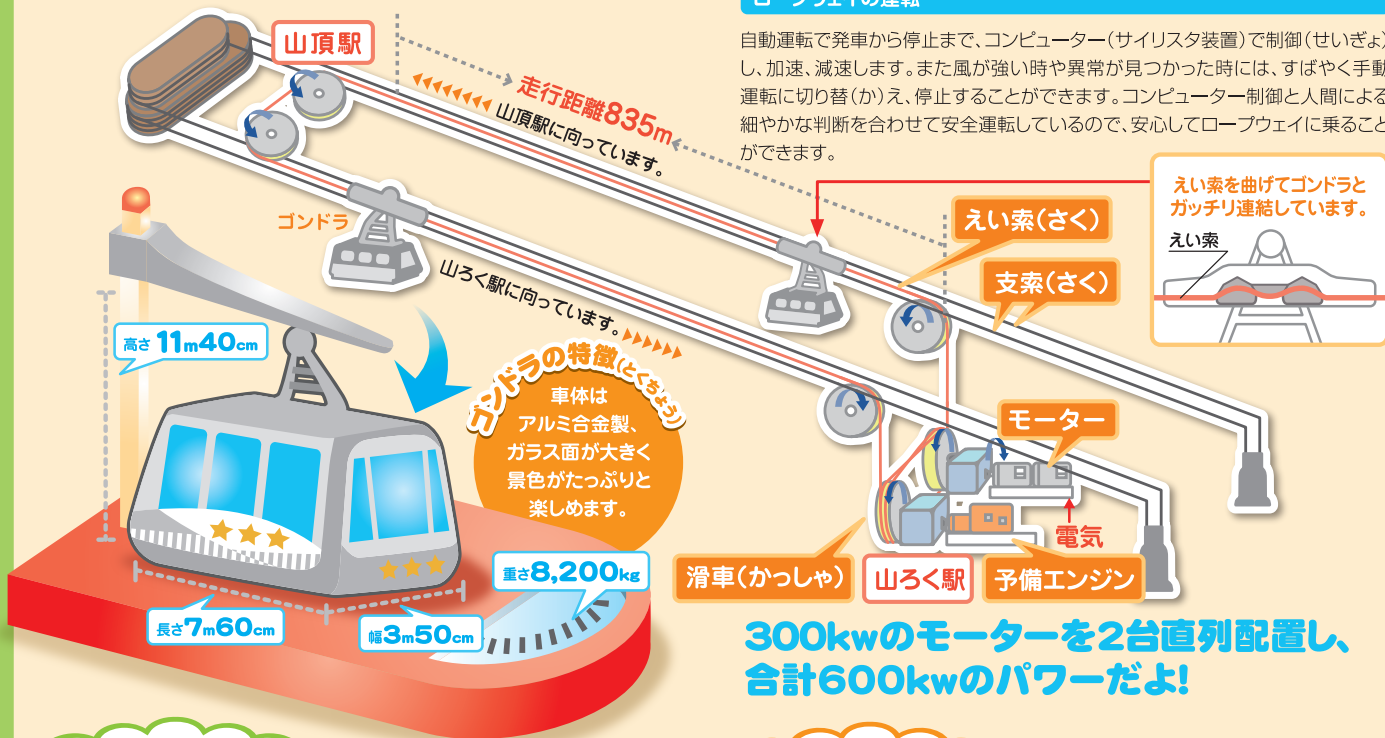 ロープウェイの運転
自動運転で発車から停止まで、コンピューター（サイリスタ装置）で制御（せいぎょ）
し、加速、減速します。また風が強い時や異常が見つかった時には、すばやく手動
運転に切り替（か）え、停止することができます。コンピューター制御と人間による
細やかな判断を合わせて安全運転しているので、安心してロープウェイに乗ること
ができます。
山頂駅
走行距離835m
山頂駅に向っています。
えい索を曲げてゴンドラと
ガッチリ連結しています。
えい索
えい索（さく）
支索（さく）
ゴンドラ
山ろく駅に向っています。
高さ 11m40cm
ゴンドラの特徴（とくちょう）
車体は
アルミ合金製、
ガラス面が大きく
景色がたっぷりと
楽しめます。
モーター
電気
滑車（かっしゃ）
山ろく駅
予備エンジン
重さ8,200kg
長さ7m60cm
幅3m50cm
300kwのモーターを2台直列配置し、
合計600kwのパワーだよ!